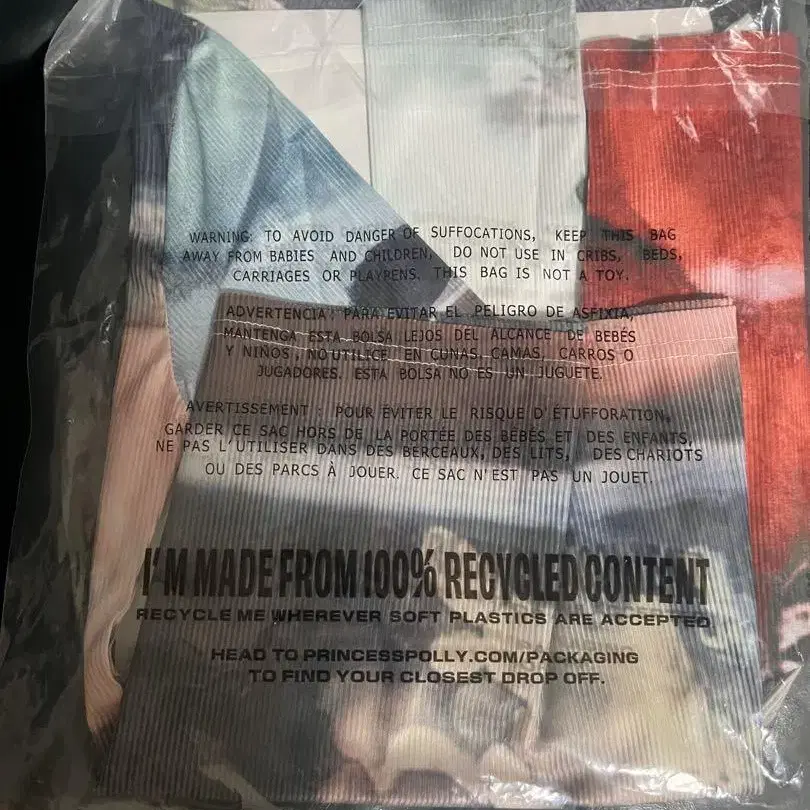 WARNING: TO AVOID DANGER OF SUFFOCATIONS, KEEP THIS BAG
AWAY FROM BABIES AND CHILDREN, DO NOT USE IN CRIBS, BEDS,
CARRIAGES OR PLAYPENS. THIS BAG IS NOT A TOY.
ADVERTENCIA: PARA EVITAR EL PELIGRO DE ASFIXIA,
MANTENGA ESTA BOLSA LEJOS DEL ALCANCE DE BEBÉS
Y NIÑOS, NO UTILICE EN CUNAS, CAMAS, CARROS O
JUGADORES. ESTA BOLSA NO ES UN JUGUETE.
AVERTISSEMENT : POUR ÉVITER LE RISQUE D'ÉTUFFORATION,
GARDER CE SAC HORS DE LA PORTÉE DES BÉBÉS ET DES ENFANTS,
NE PAS L'UTILISER DANS DES BERCEAUX, DES LITS, DES CHARIOTS
OU DES PARCS À JOUER. CE SAC N'EST PAS UN JOUET.
I'M MADE FROM 100% RECYCLED CONTENT
RECYCLE ME WHEREVER SOFT PLASTICS ARE ACCEPTED
HEAD TO PRINCESSPOLLY.COM/PACKAGING
TO FIND YOUR CLOSEST DROP OFF.